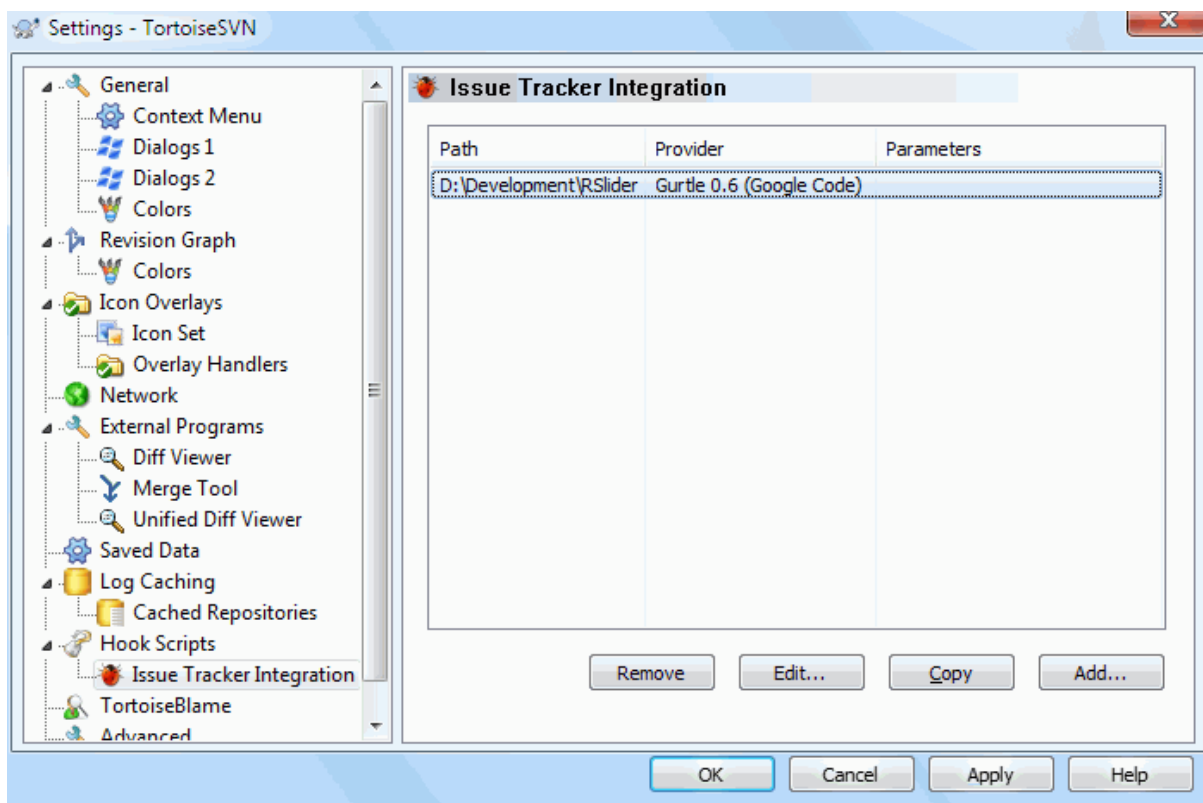 Settings - TortoiseSVN
General
Context Menu
Dialogs 1
Dialogs 2
Colors
Revision Graph
Colors
Icon Overlays
Icon Set
Overlay Handlers
Network
External Programs
Diff Viewer
Merge Tool
Unified Diff Viewer
Saved Data
Log Caching
Cached Repositories
Hook Scripts
Issue Tracker Integration
TortoiseBlame
Advanced
Issue Tracker Integration
Path Provider Parameters
D:\Development\RSlider Gurtle 0.6 (Google Code)
Remove Edit... Copy Add...
OK Cancel Apply Help